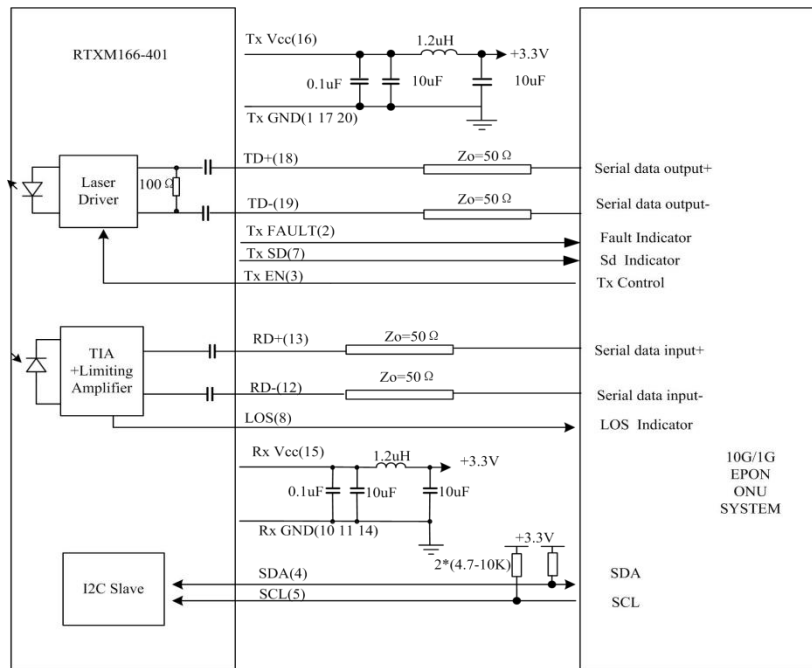 RTXM166-401
Tx Vcc(16)
1.2uH
+3.3V
0.1uF
10uF
10uF
Tx GND(1 17 20)
Laser
Driver
100Ω
TD+(18)
Zo=50Ω
Serial data output+
TD-(19)
Zo=50Ω
Serial data output-
Tx FAULT(2)
Fault Indicator
Tx SD(7)
Sd Indicator
Tx EN(3)
Tx Control
TIA
+Limiting
Amplifier
RD+(13)
Zo=50Ω
Serial data input+
RD-(12)
Zo=50Ω
Serial data input-
LOS(8)
LOS Indicator
Rx Vcc(15)
1.2uH
+3.3V
0.1uF
10uF
10uF
Rx GND(10 11 14)
10G/1G
EPON
ONU
SYSTEM
+3.3V
2*(4.7-10K)
I2C Slave
SDA(4)
SDA
SCL(5)
SCL